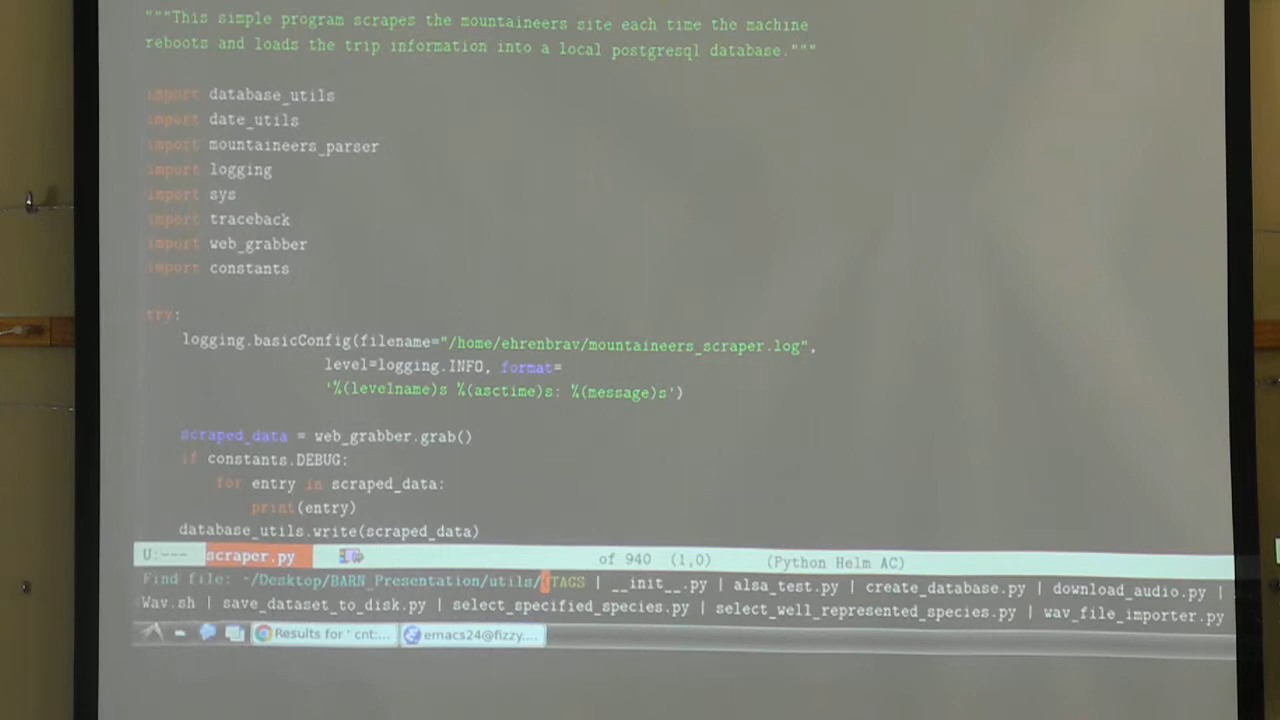 """This simple program scrapes the mountaineers site each time the machine
reboots and loads the trip information into a local postgresql database."""
import database_utils
import date_utils
import mountaineers_parser
import logging
import sys
import traceback
import web_grabber
import constants
try:
logging.basicConfig(filename="/home/ehrenbrav/mountaineers_scraper.log",
level=logging.INFO, format=
'%(levelname)s %(asctime)s: %(message)s')
scraped_data = web_grabber.grab()
if constants.DEBUG:
for entry in scraped_data:
print(entry)
database_utils.write(scraped_data)
U:--- scraper.py of 940 (1,0) (Python Helm AC)
Find file: ~/Desktop/BARN_Presentation/utils/{TAGS | __init__.py | alsa_test.py | create_database.py | download_audio.py |
Wav.sh | save_dataset_to_disk.py | select_specified_species.py | select_well_represented_species.py | wav_file_importer.py
Results for ' cnt:... emacs24@fizzy....